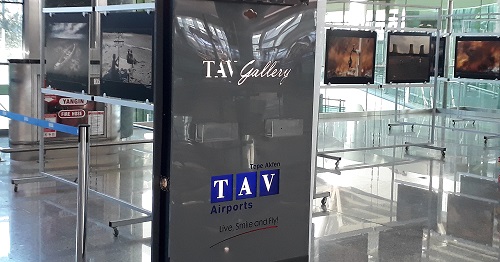 TAV Gallery
YANGIN
FIRE HOSE
Tepe Akfen
TAV
Airports
Live, Smile and Fly!